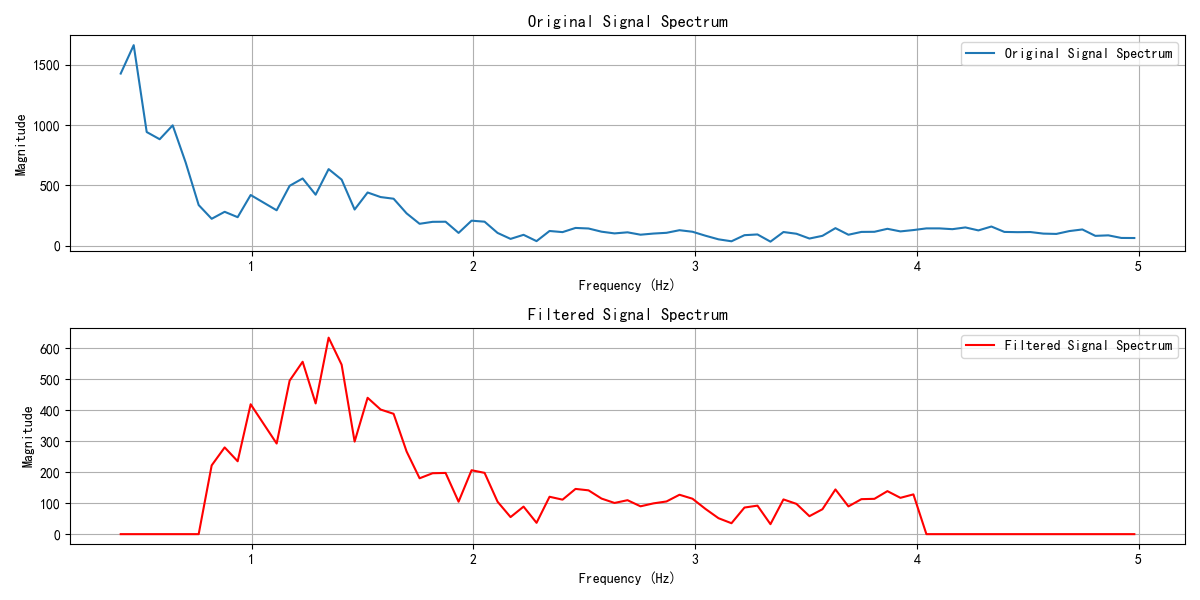 Original Signal Spectrum
Original Signal Spectrum
1500
1000
500
0
Magnitude
1 2 3 4 5
Frequency (Hz)
Filtered Signal Spectrum
Filtered Signal Spectrum
600
500
400
300
200
100
0
Magnitude
1 2 3 4 5
Frequency (Hz)